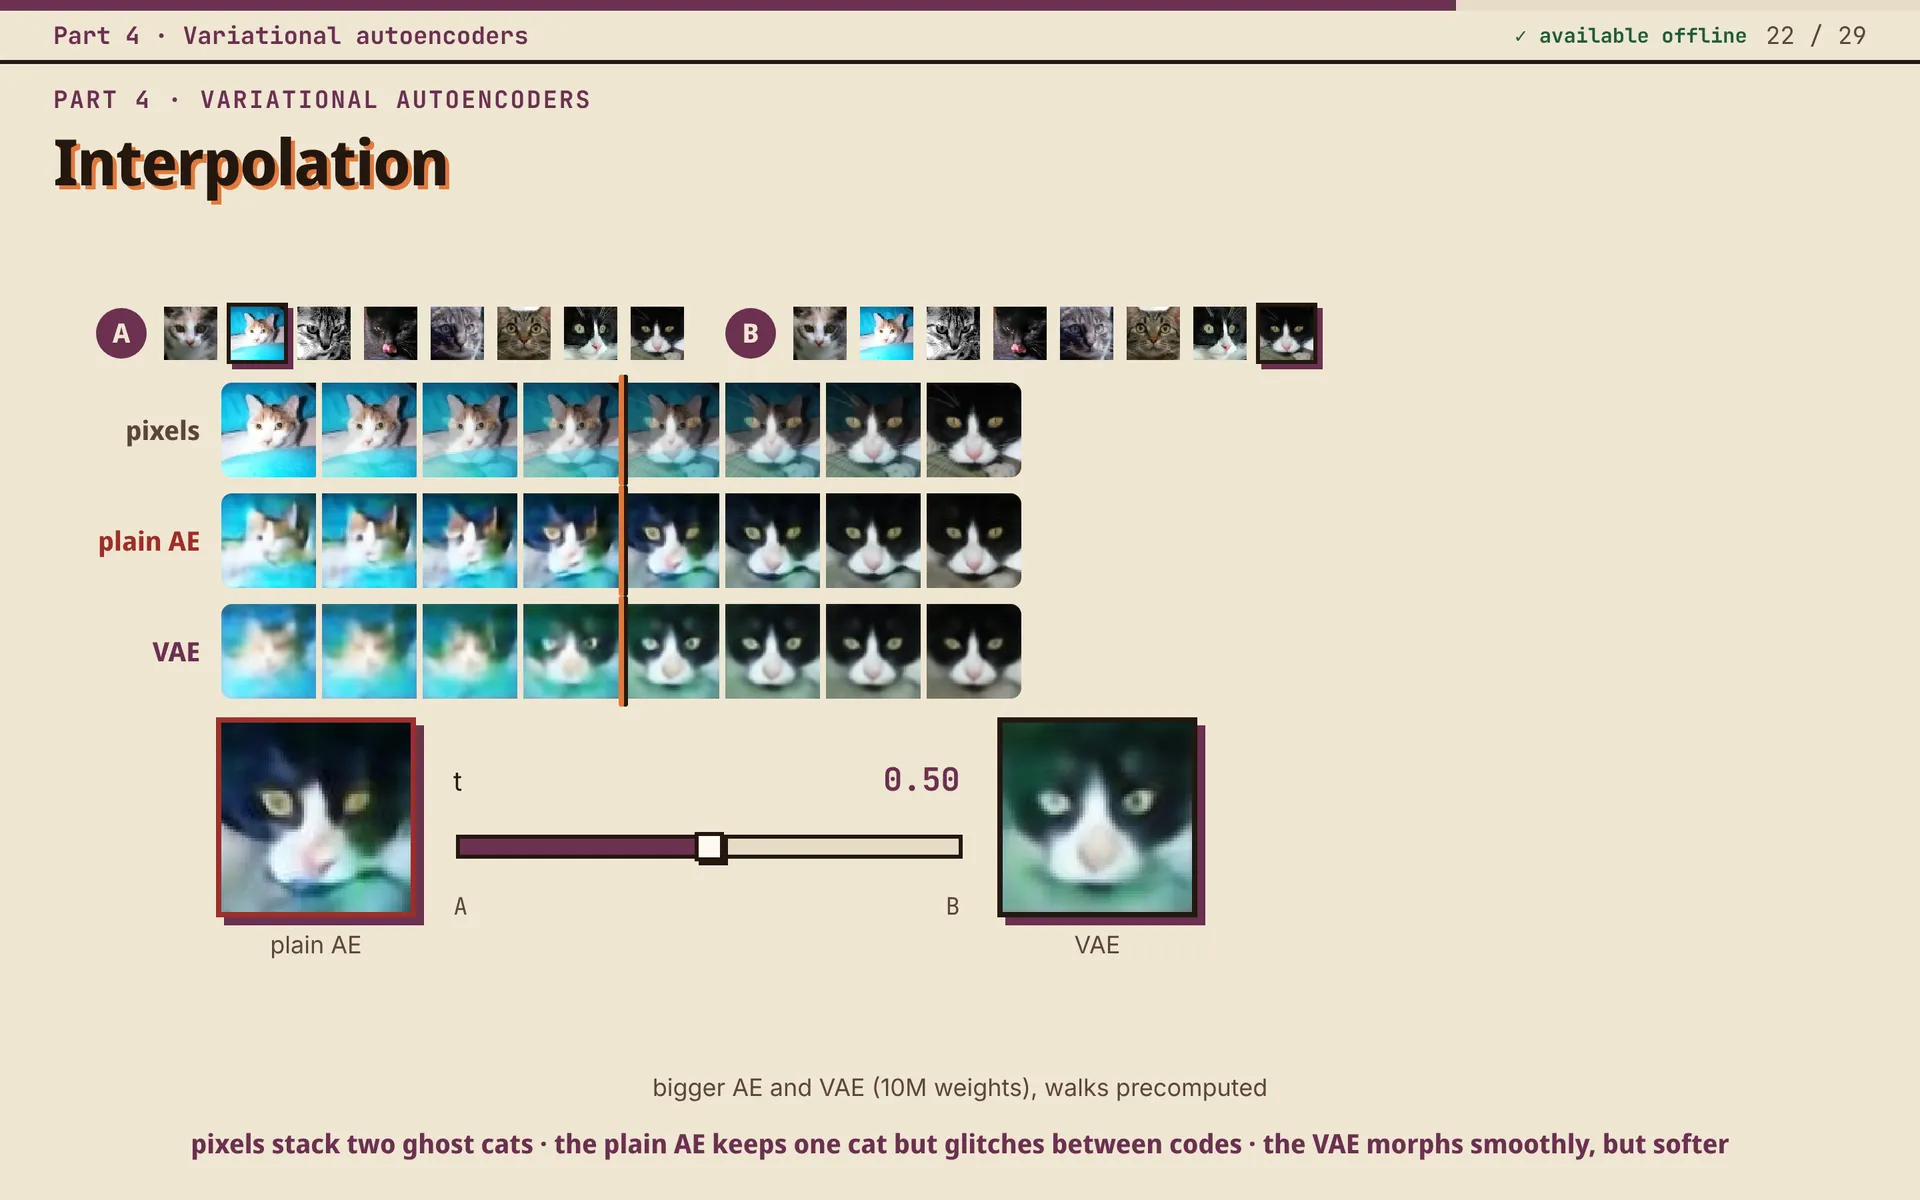 Part 4 · Variational autoencoders
✓ available offline 22 / 29
PART 4 · VARIATIONAL AUTOENCODERS
Interpolation
A
B
pixels
plain AE
VAE
t 0.50
A B
plain AE
VAE
bigger AE and VAE (10M weights), walks precomputed
pixels stack two ghost cats · the plain AE keeps one cat but glitches between codes · the VAE morphs smoothly, but softer